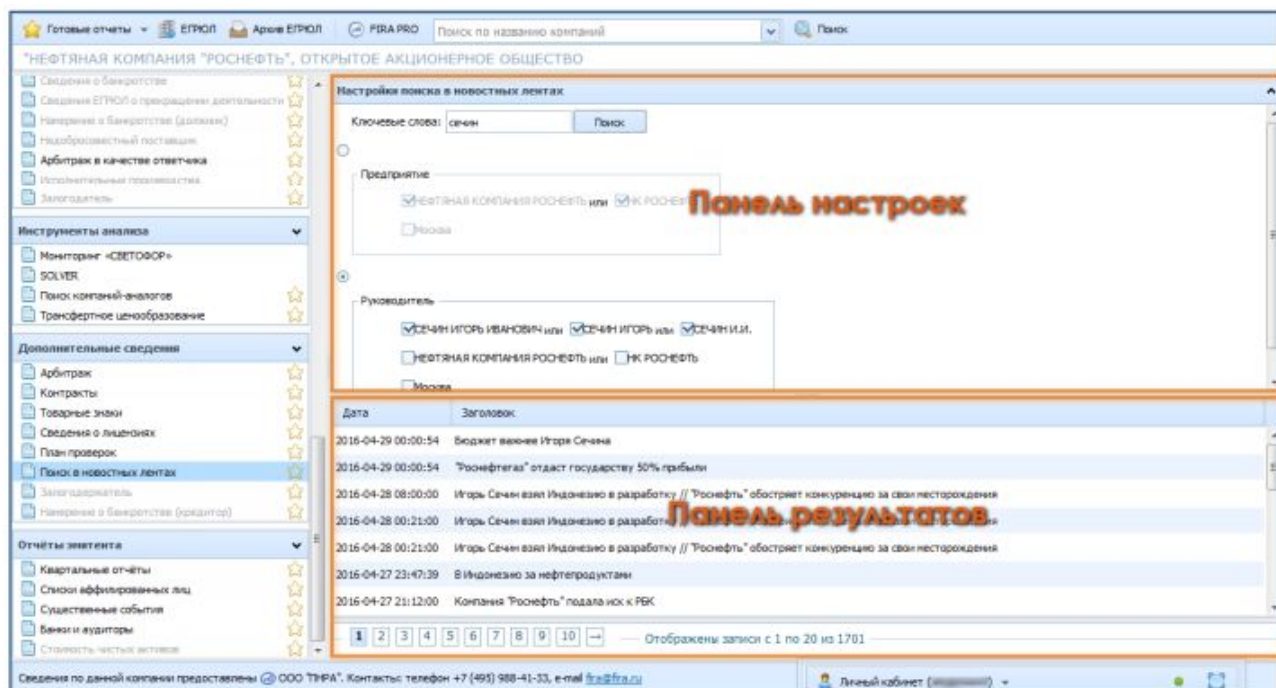 Готовые отчеты ЕГРЮЛ Архив ЕГРЮЛ FIRA PRO Поиск по названию компаний Поиск
"НЕФТЯНАЯ КОМПАНИЯ "РОСНЕФТЬ", ОТКРЫТОЕ АКЦИОНЕРНОЕ ОБЩЕСТВО
Сведения о банкротстве
Сведения ЕГРЮЛ о прекращении деятельности
Намерение о банкротстве (должник)
Недобросовестный поставщик
Арбитраж в качестве ответчика
Исполнительные производства
Залогодатель
Инструменты анализа
Мониторинг «СВЕТОФОР»
SOLVER
Поиск компаний-аналогов
Трансфертное ценообразование
Дополнительные сведения
Арбитраж
Контракты
Товарные знаки
Сведения о лицензиях
План проверок
Поиск в новостных лентах
Залогодержатель
Намерение о банкротстве (кредитор)
Отчёты эмитента
Квартальные отчёты
Списки аффилированных лиц
Существенные события
Банки и аудиторы
Стоимость чистых активов
Настройки поиска в новостных лентах
Ключевые слова: сечин Поиск
Предприятие
НЕФТЯНАЯ КОМПАНИЯ РОСНЕФТЬ или НК РОСНЕФТЬ
Москва
Панель настроек
Руководитель
СЕЧИН ИГОРЬ ИВАНОВИЧ или СЕЧИН ИГОРЬ или СЕЧИН И.И.
НЕФТЯНАЯ КОМПАНИЯ РОСНЕФТЬ или НК РОСНЕФТЬ
Москва
Дата Заголовок
2016-04-29 00:00:54 Бюджет важнее Игоря Сечина
2016-04-29 00:00:54 "Роснефтегаз" отдаст государству 50% прибыли
2016-04-28 08:00:00 Игорь Сечин взял Индонезию в разработку // "Роснефть" обостряет конкуренцию за свои месторождения
Панель результатов
2016-04-28 00:21:00 Игорь Сечин взял Индонезию в разработку // "Роснефть" обостряет конкуренцию за свои месторождения
2016-04-28 00:21:00 Игорь Сечин взял Индонезию в разработку // "Роснефть" обостряет конкуренцию за свои месторождения
2016-04-27 23:47:39 В Индонезию за нефтепродуктами
2016-04-27 21:12:00 Компания "Роснефть" подала иск к РБК
1 2 3 4 5 6 7 8 9 10 → Отображены записи с 1 по 20 из 1701
Сведения по данной компании предоставлены ООО "ПИРА". Контакты: телефон +7 (495) 988-41-33, e-mail fira@fira.ru
Личный кабинет